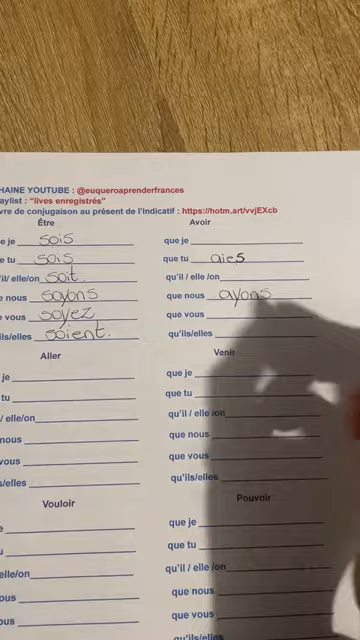 HAINE YOUTUBE : @euqueroaprenderfrances
aylist: "lives enregistrés"
vre de conjugaison au présent de l'indicatif : https://hotm.art/vvjEXcb
Être
e je sois
e tu sois
'il/ elle/on soit
e nous soyons
e vous soyez
ils/elles soient.
Avoir
que je
que tu aies
qu'il / elle /on
que nous ayons
que vous
qu'ils/elles
Aller
je
tu
/ elle/on
nous
vous
s/elles
Venir
que je
que tu
qu'il / elle /on
que nous
que vous
qu'ils/elles
Vouloir
e
u
elle/on
ous
ous
Pouvoir
que je
que tu
qu'il / elle /on
que nous
que vous
qu'ils/elles